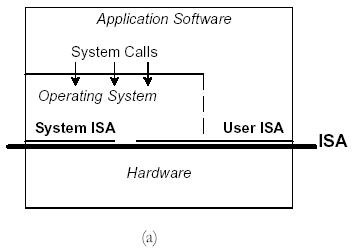 Application Software
System Calls
Operating System
System ISA
User ISA
ISA
Hardware
(a)